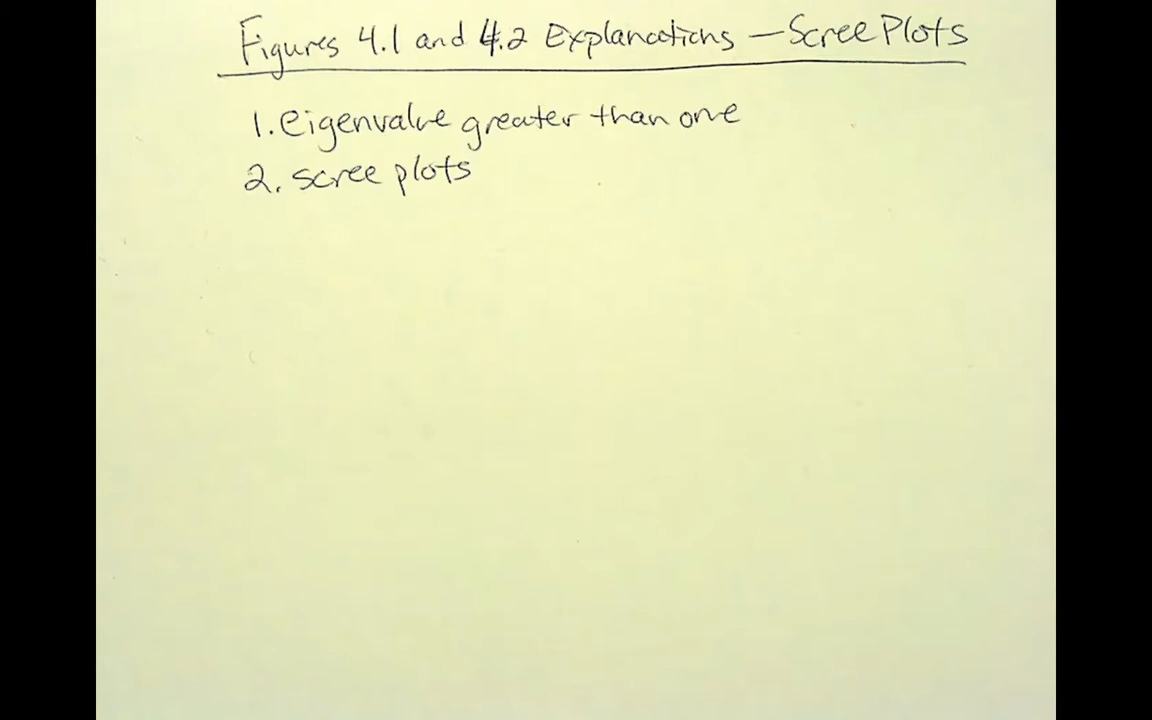 Figures 4.1 and 4.2 Explanations – Scree Plots
1. eigenvalue greater than one
2. scree plots